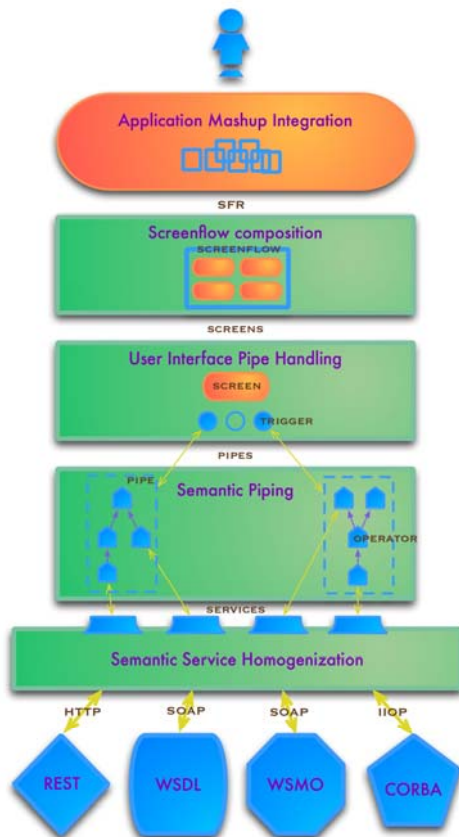 Application Mashup Integration
SFR
Screenflow composition
SCREENFLOW
SCREENS
User Interface Pipe Handling
SCREEN
TRIGGER
PIPES
PIPE
Semantic Piping
OPERATOR
SERVICES
Semantic Service Homogenization
HTTP SOAP SOAP IIOP
REST WSDL WSMO CORBA